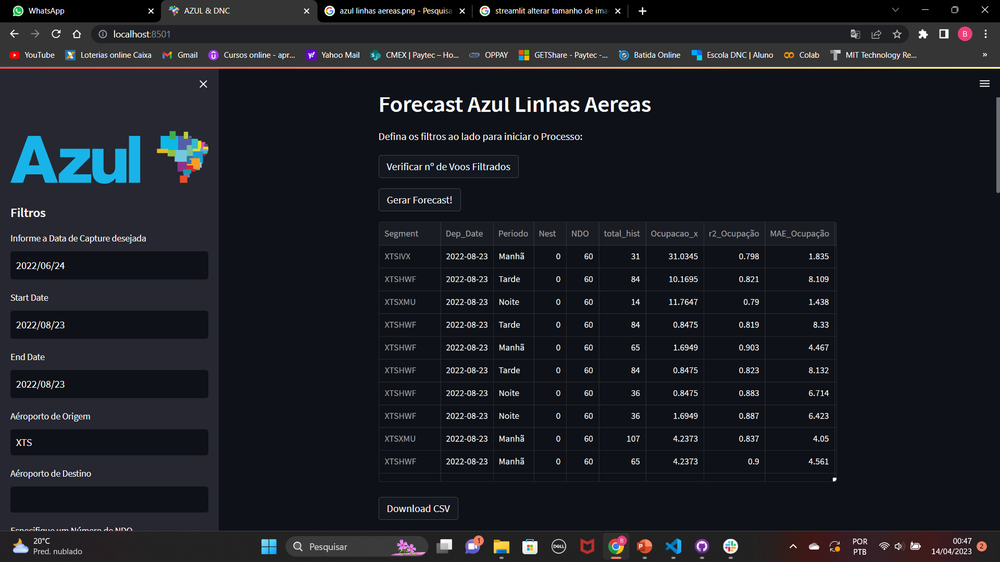 WhatsApp
AZUL & DNC
azul linhas aereas.png - Pesquisa
streamlit alterar tamanho de ima
localhost:8501
B
YouTube
Loterias online Caixa
Gmail
Cursos online - apr...
Yahoo Mail
CMEX | Paytec – Ho...
OPPAY
GETShare - Paytec -...
Batida Online
Escola DNC | Aluno
Colab
MIT Technology Re...
»
Azul
Filtros
Informe a Data de Capture desejada
2022/06/24
Start Date
2022/08/23
End Date
2022/08/23
Aéroporto de Origem
XTS
Aéroporto de Destino
Especifique um Número de NDO
Forecast Azul Linhas Aereas
Defina os filtros ao lado para iniciar o Processo:
Verificar nº de Voos Filtrados
Gerar Forecast!
Segment Dep_Date Periodo Nest NDO total_hist Ocupacao_x r2_Ocupação MAE_Ocupação
XTSIVX 2022-08-23 Manhã 0 60 31 31.0345 0.798 1.835
XTSHWF 2022-08-23 Tarde 0 60 84 10.1695 0.821 8.109
XTSXMU 2022-08-23 Noite 0 60 14 11.7647 0.79 1.438
XTSHWF 2022-08-23 Tarde 0 60 84 0.8475 0.819 8.33
XTSHWF 2022-08-23 Manhã 0 60 65 1.6949 0.903 4.467
XTSHWF 2022-08-23 Tarde 0 60 84 0.8475 0.823 8.132
XTSHWF 2022-08-23 Noite 0 60 36 0.8475 0.883 6.714
XTSHWF 2022-08-23 Noite 0 60 36 1.6949 0.887 6.423
XTSXMU 2022-08-23 Manhã 0 60 107 4.2373 0.837 4.05
XTSHWF 2022-08-23 Manhã 0 60 65 4.2373 0.9 4.561
Download CSV
20°C
Pred. nublado
Pesquisar
1
DELL
B
P
POR
PTB
00:47
14/04/2023
2